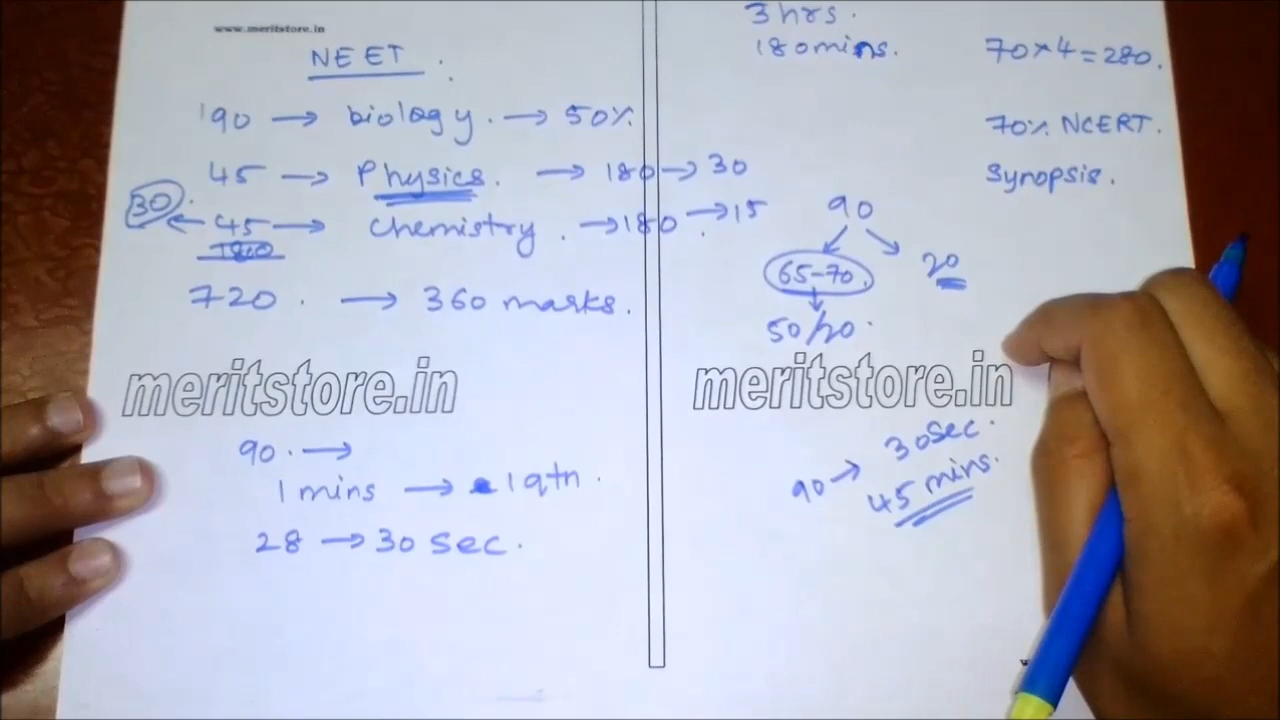 www.meritstore.in
NEET.
90 → biology. → 50%
45 → Physics. → 180 → 30
30. ← 45 → chemistry. → 180. → 15
180
720. → 360 marks.
meritstore.in
90. →
1 mins → 1 qtn.
28 → 30 sec.
3 hrs.
180 mins.
70×4=280.
70% NCERT.
Synopsis.
90
65-70. 20
50/70.
meritstore.in
90 → 30 sec.
45 mins.